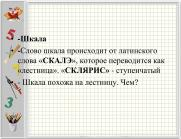 -Шкала
-Слово шкала происходит от латинского
слова «СКАЛЭ», которое переводится как
«лестница». «СКЛЯРИС» - ступенчатый
- Шкала похожа на лестницу. Чем?